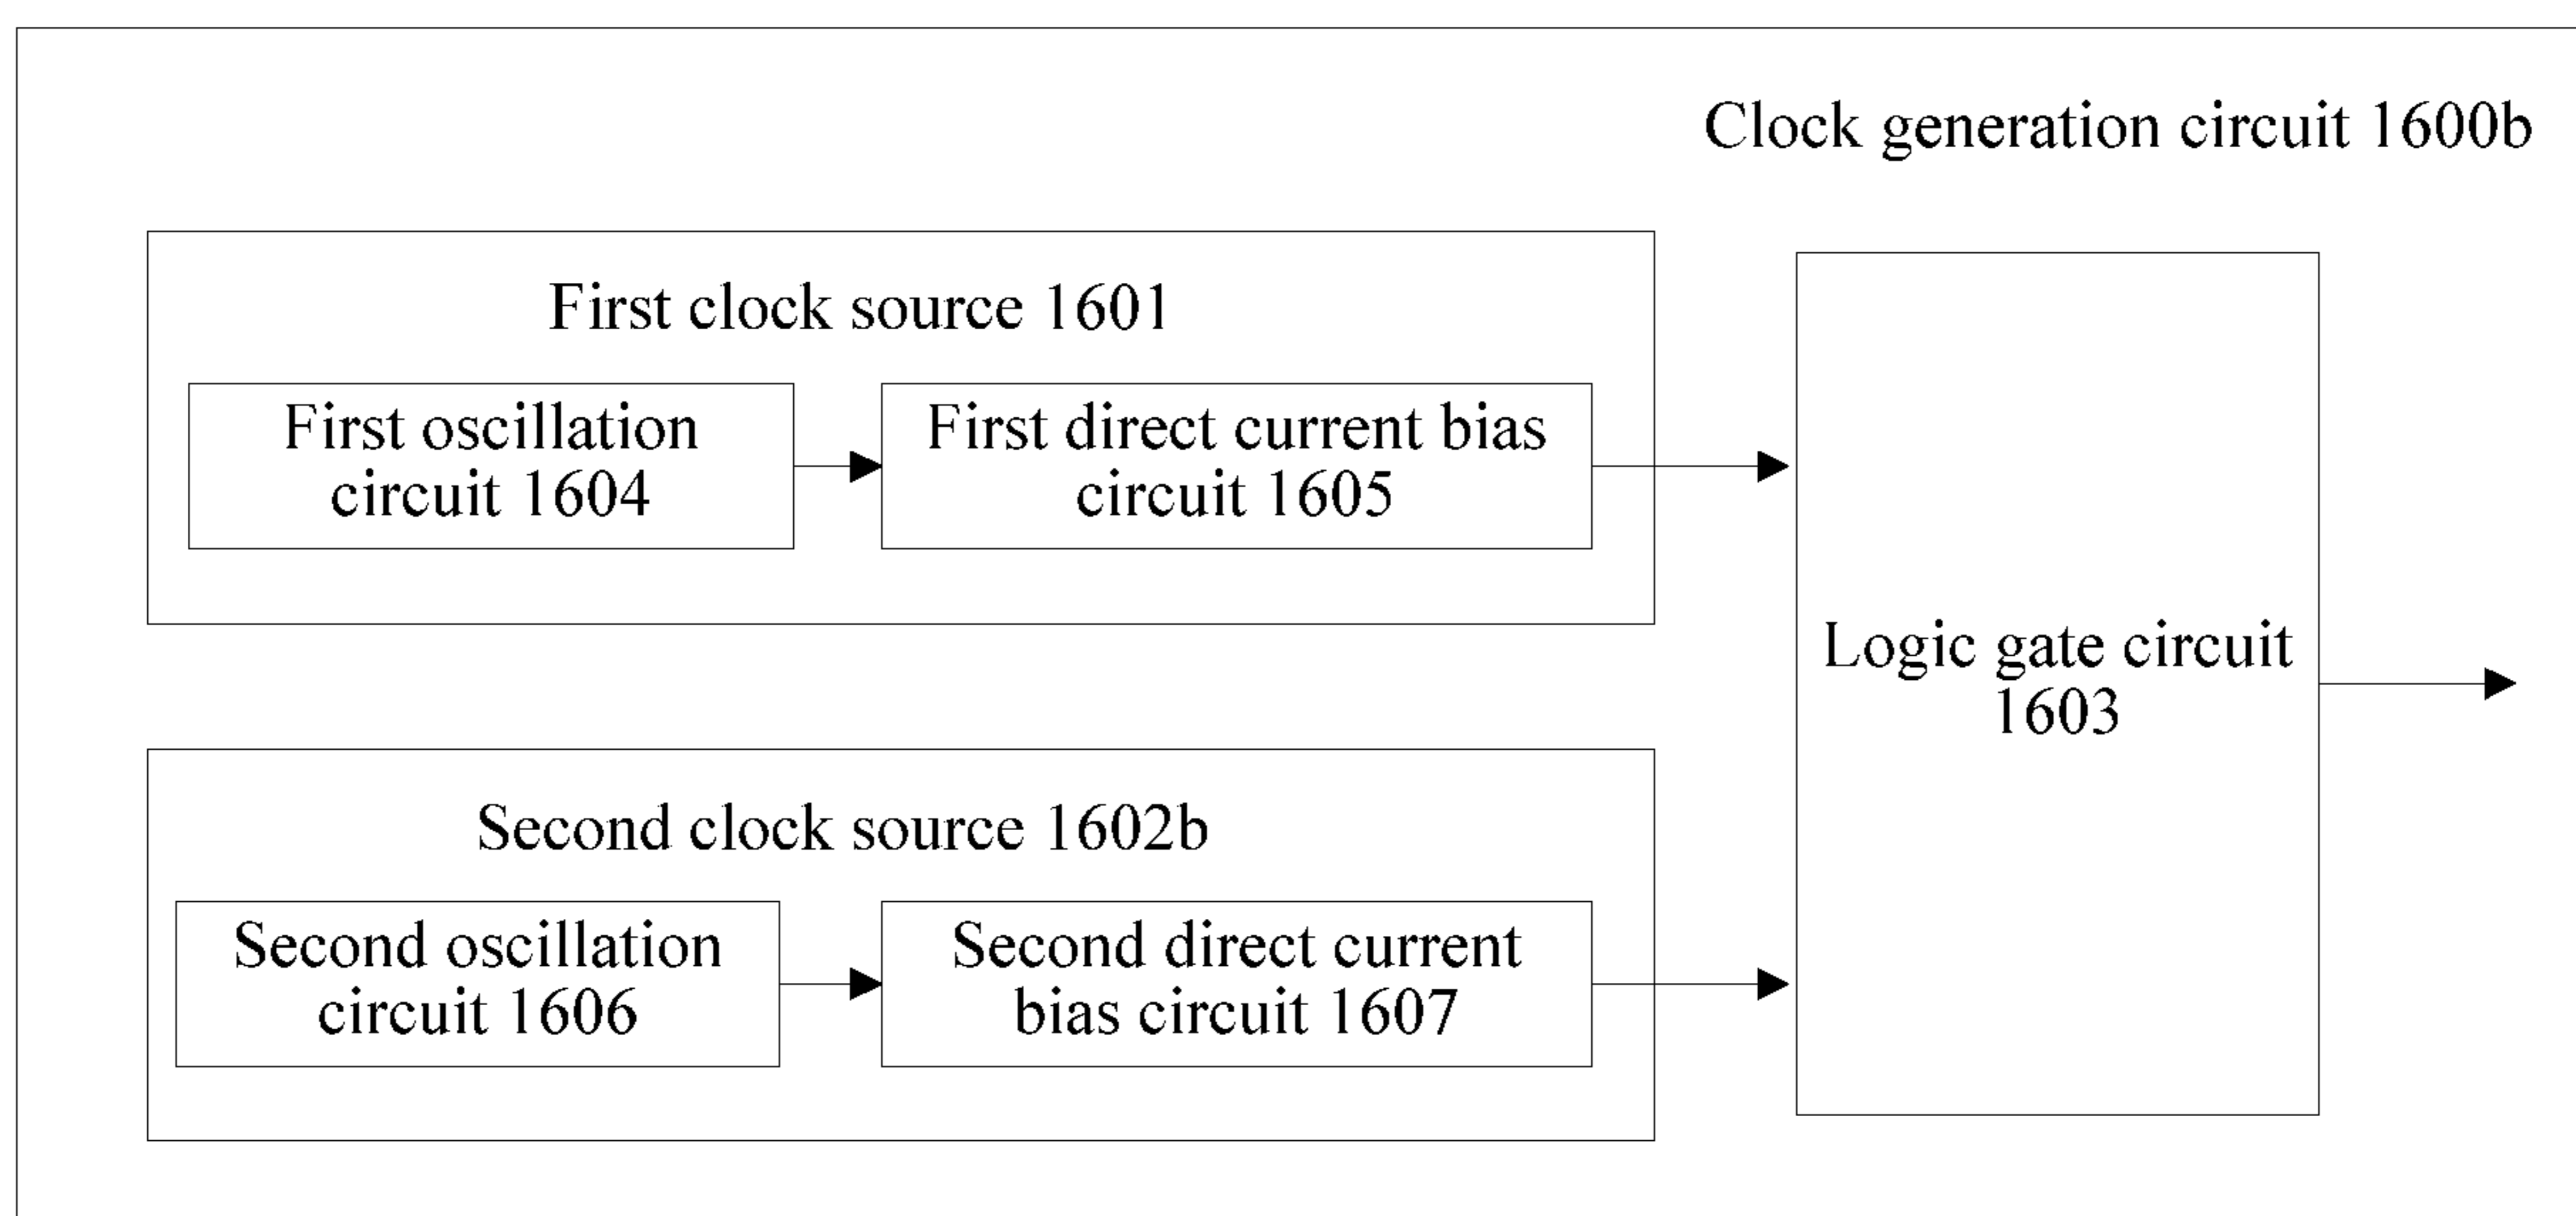 Clock generation circuit 1600b
First clock source 1601
First oscillation
circuit 1604
First direct current bias
circuit 1605
Logic gate circuit
1603
Second clock source 1602b
Second oscillation
circuit 1606
Second direct current
bias circuit 1607